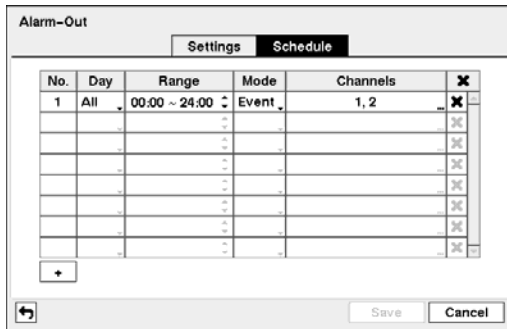 Alarm-Out
Settings Schedule
No. Day Range Mode Channels ✖
1 All 00:00 ~ 24:00 Event 1, 2 ... ✖
... ✖
... ✖
... ✖
... ✖
... ✖
... ✖
... ✖
+
Save Cancel